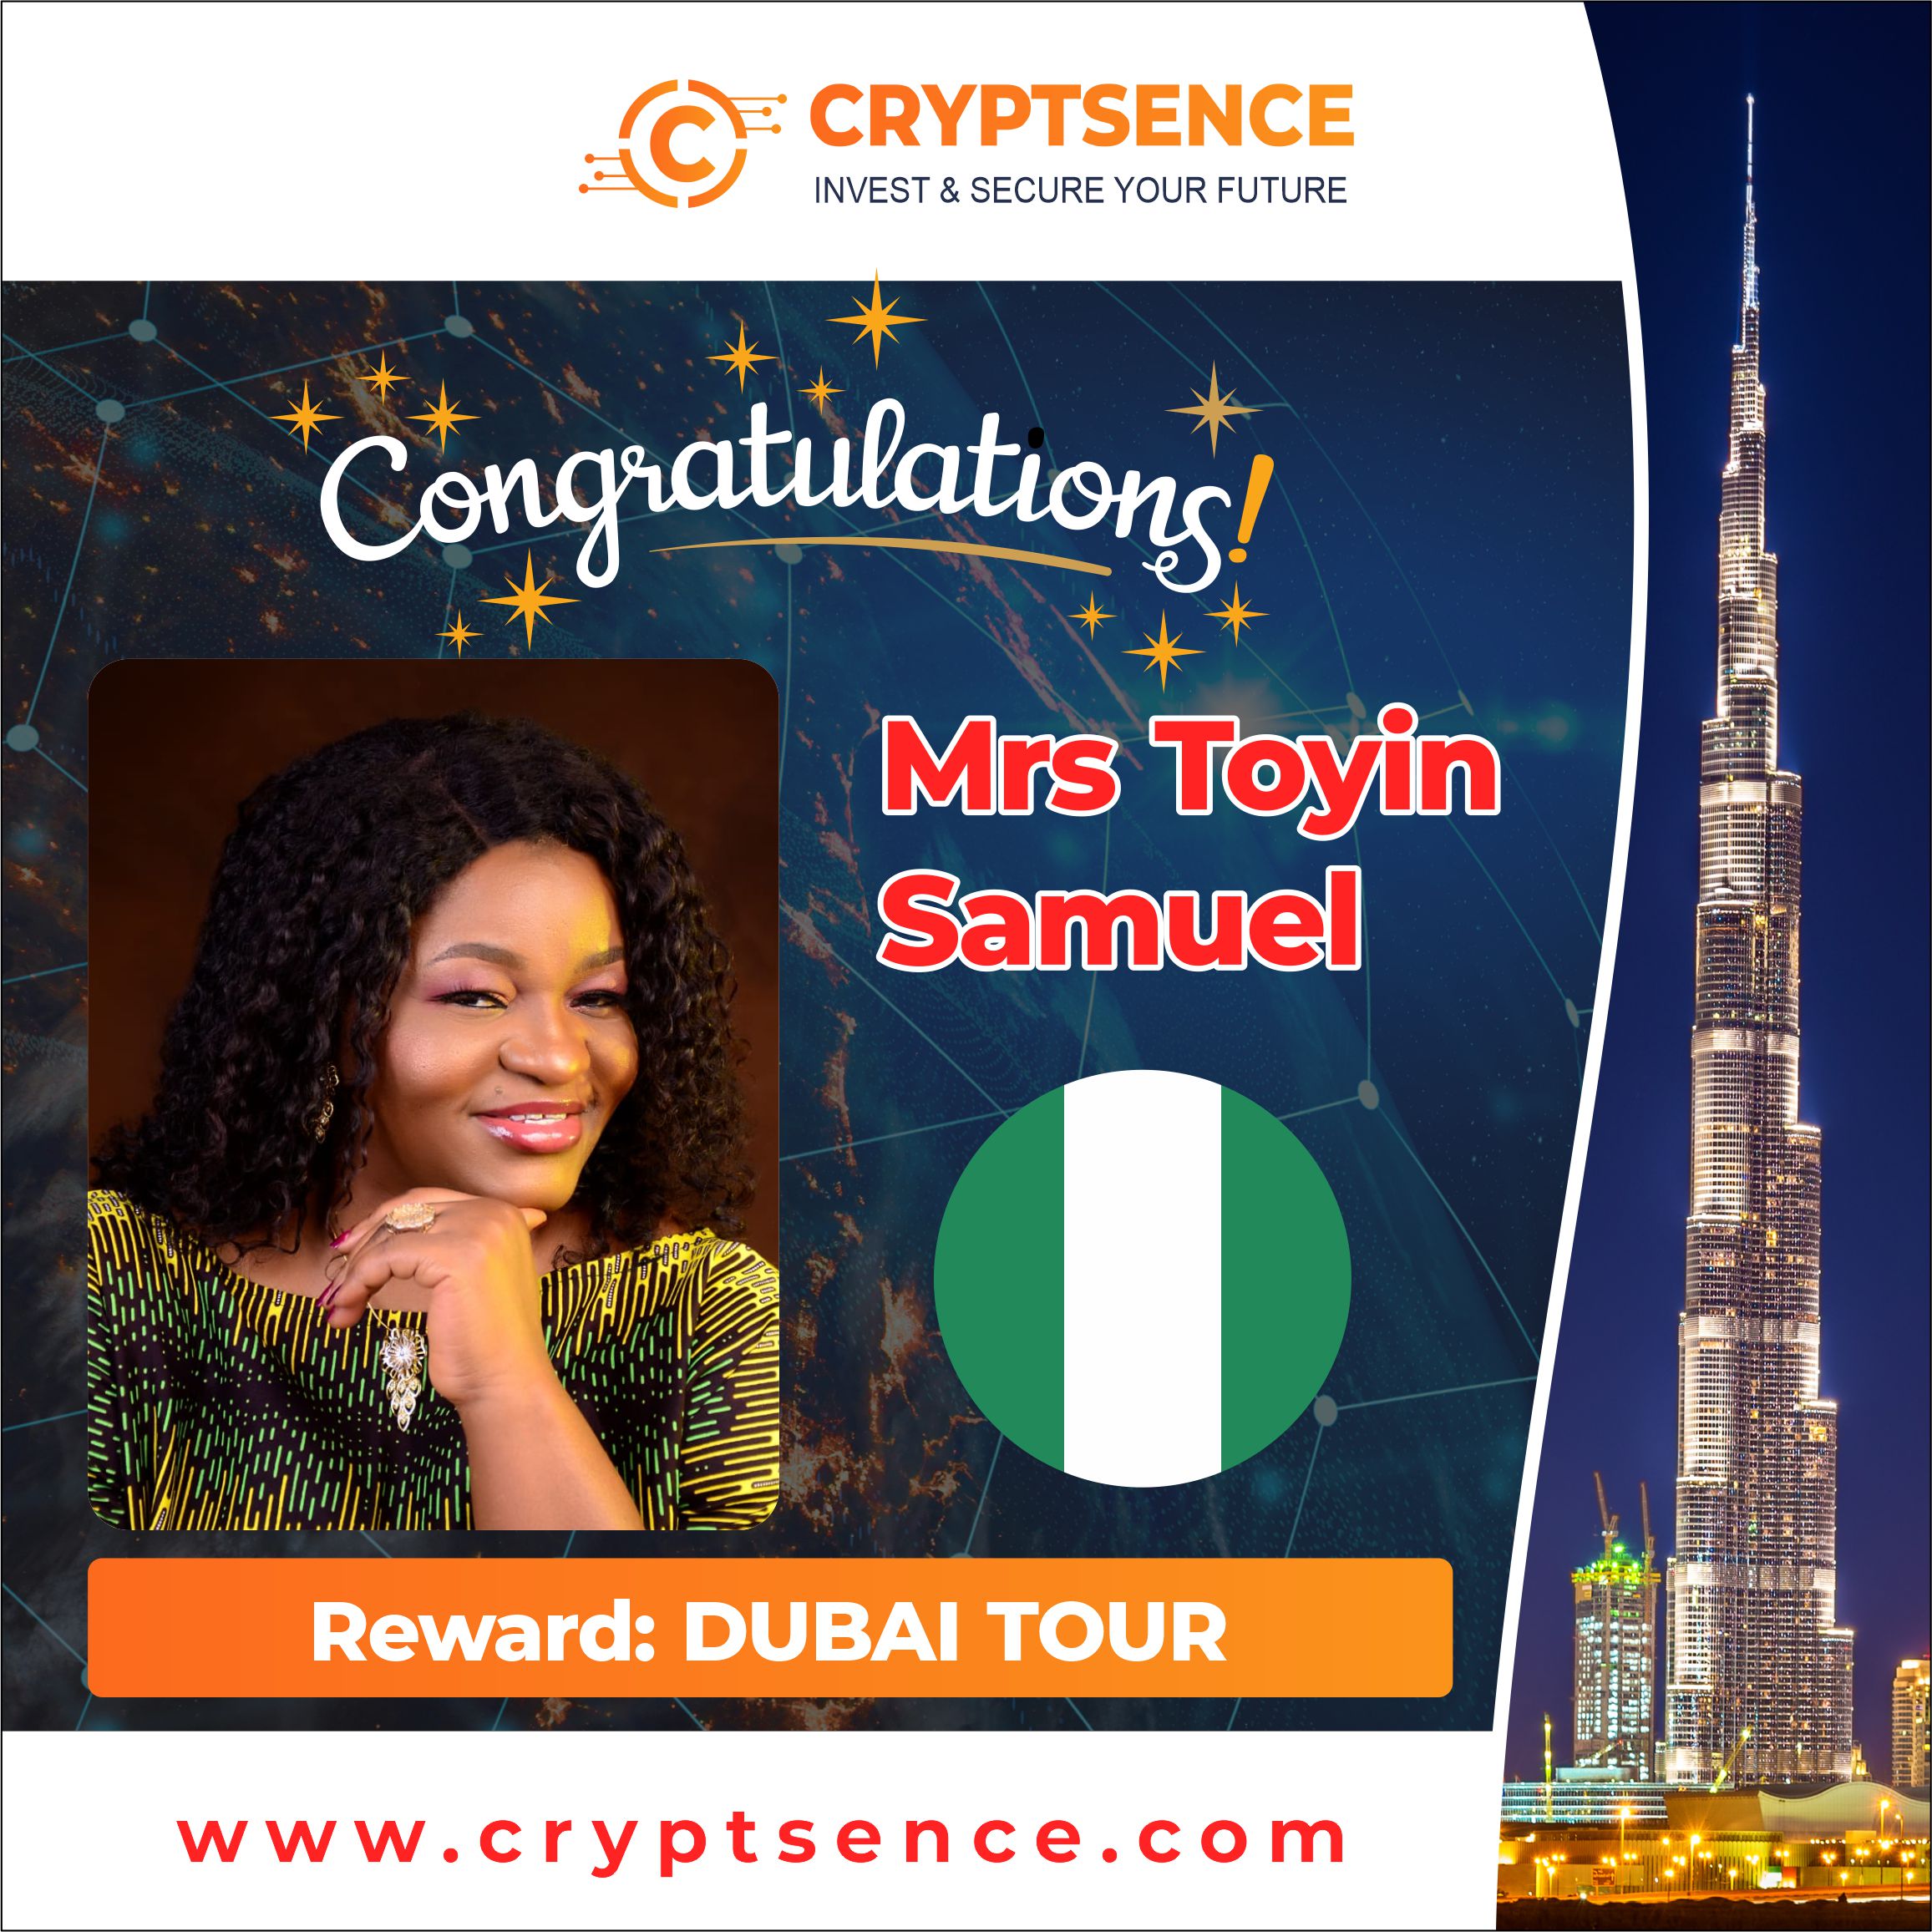 C
CRYPTSENCE
INVEST & SECURE YOUR FUTURE
Congratulations!
Mrs Toyin
Samuel
Reward: DUBAI TOUR
www.cryptsence.com